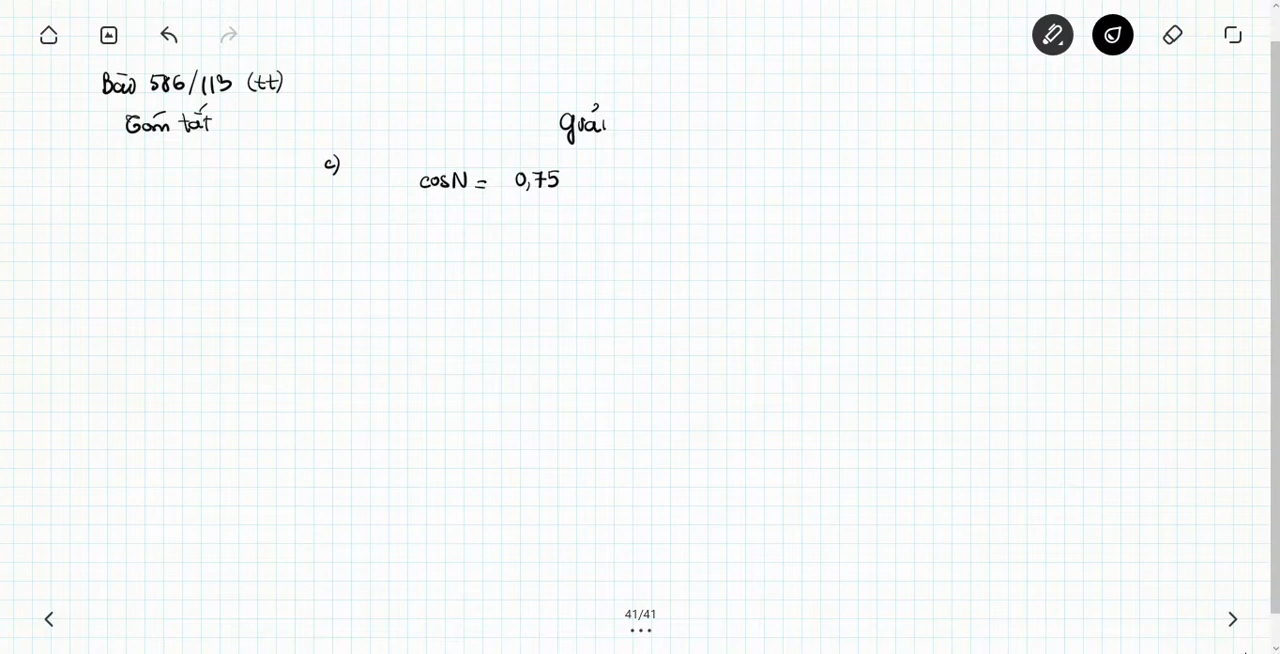 Bài 586/113 (tt)
Tóm tắt
Giải
c)
cosN = 0,75
41/41